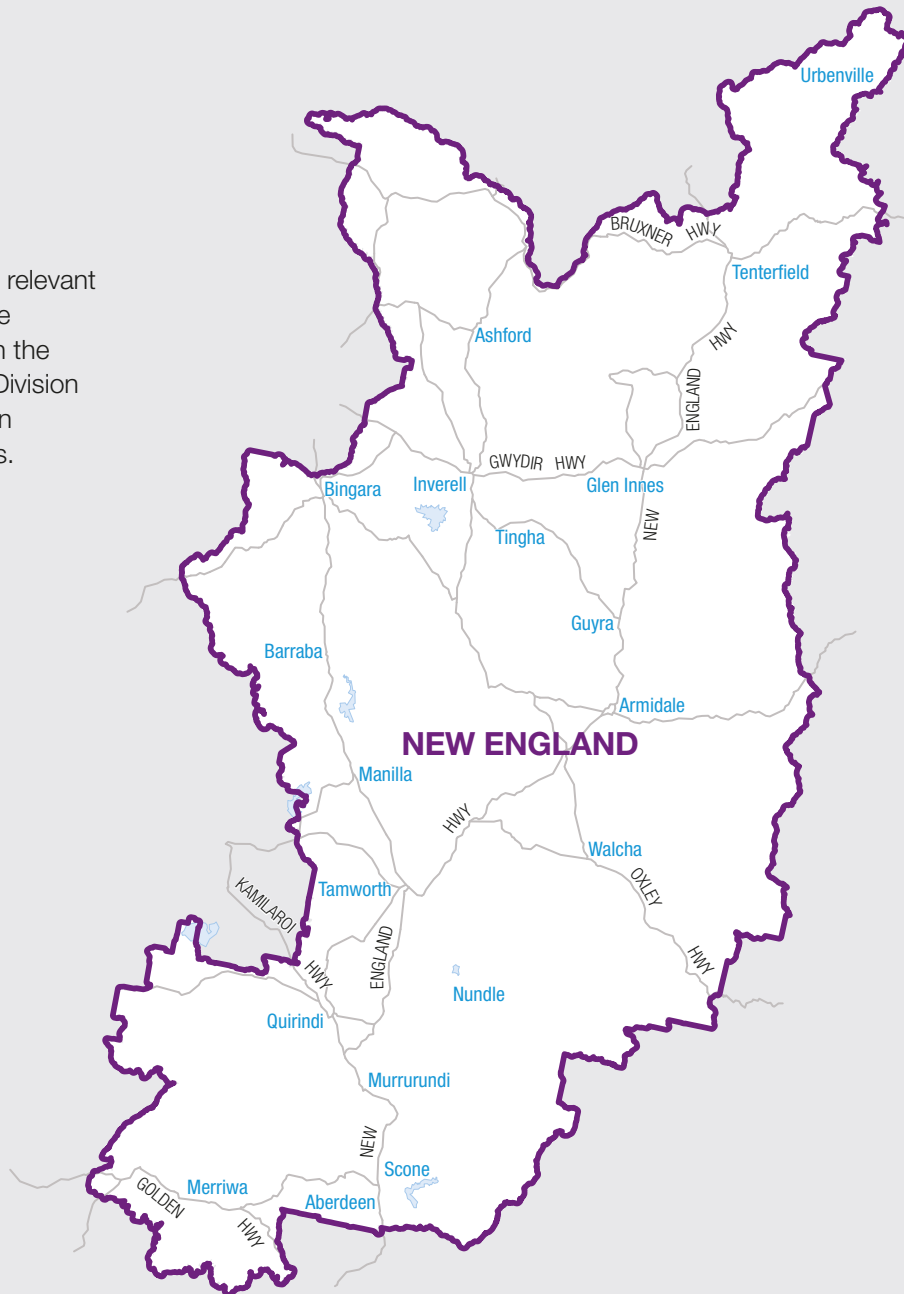 relevant
e
n the
Division
n
s.
Urbenville
BRUXNER HWY
Tenterfield
Ashford
HWY
ENGLAND
GWYDIR HWY
Bingara
Inverell
Glen Innes
NEW
Tingha
Guyra
Barraba
Armidale
NEW ENGLAND
Manilla
HWY
Walcha
Tamworth
OXLEY
KAMILAROI
ENGLAND
HWY
HWY
Nundle
Quirindi
Murrurundi
NEW
Scone
Merriwa
Aberdeen
GOLDEN
HWY